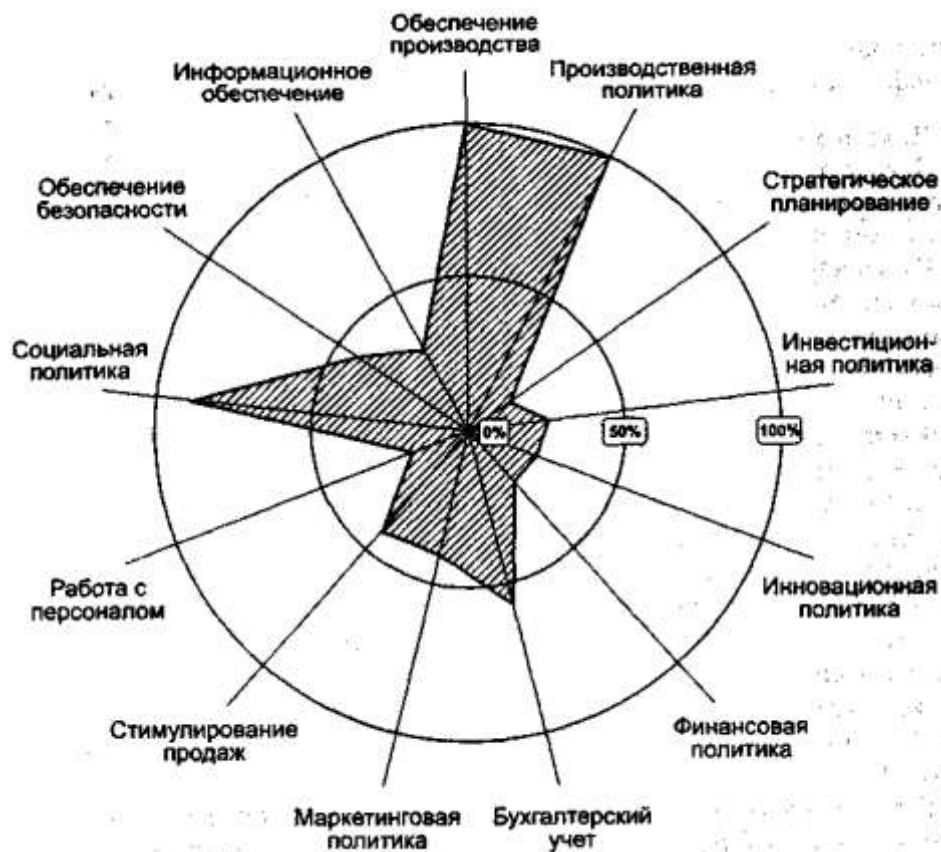 Обеспечение
производства
Производственная
политика
Информационное
обеспечение
Стратегическое
планирование
Обеспечение
безопасности
Инвестицион-
ная политика
Социальная
политика
0%
50%
100%
Инновационная
политика
Работа с
персоналом
Финансовая
политика
Стимулирование
продаж
Маркетинговая
политика
Бухгалтерский
учет